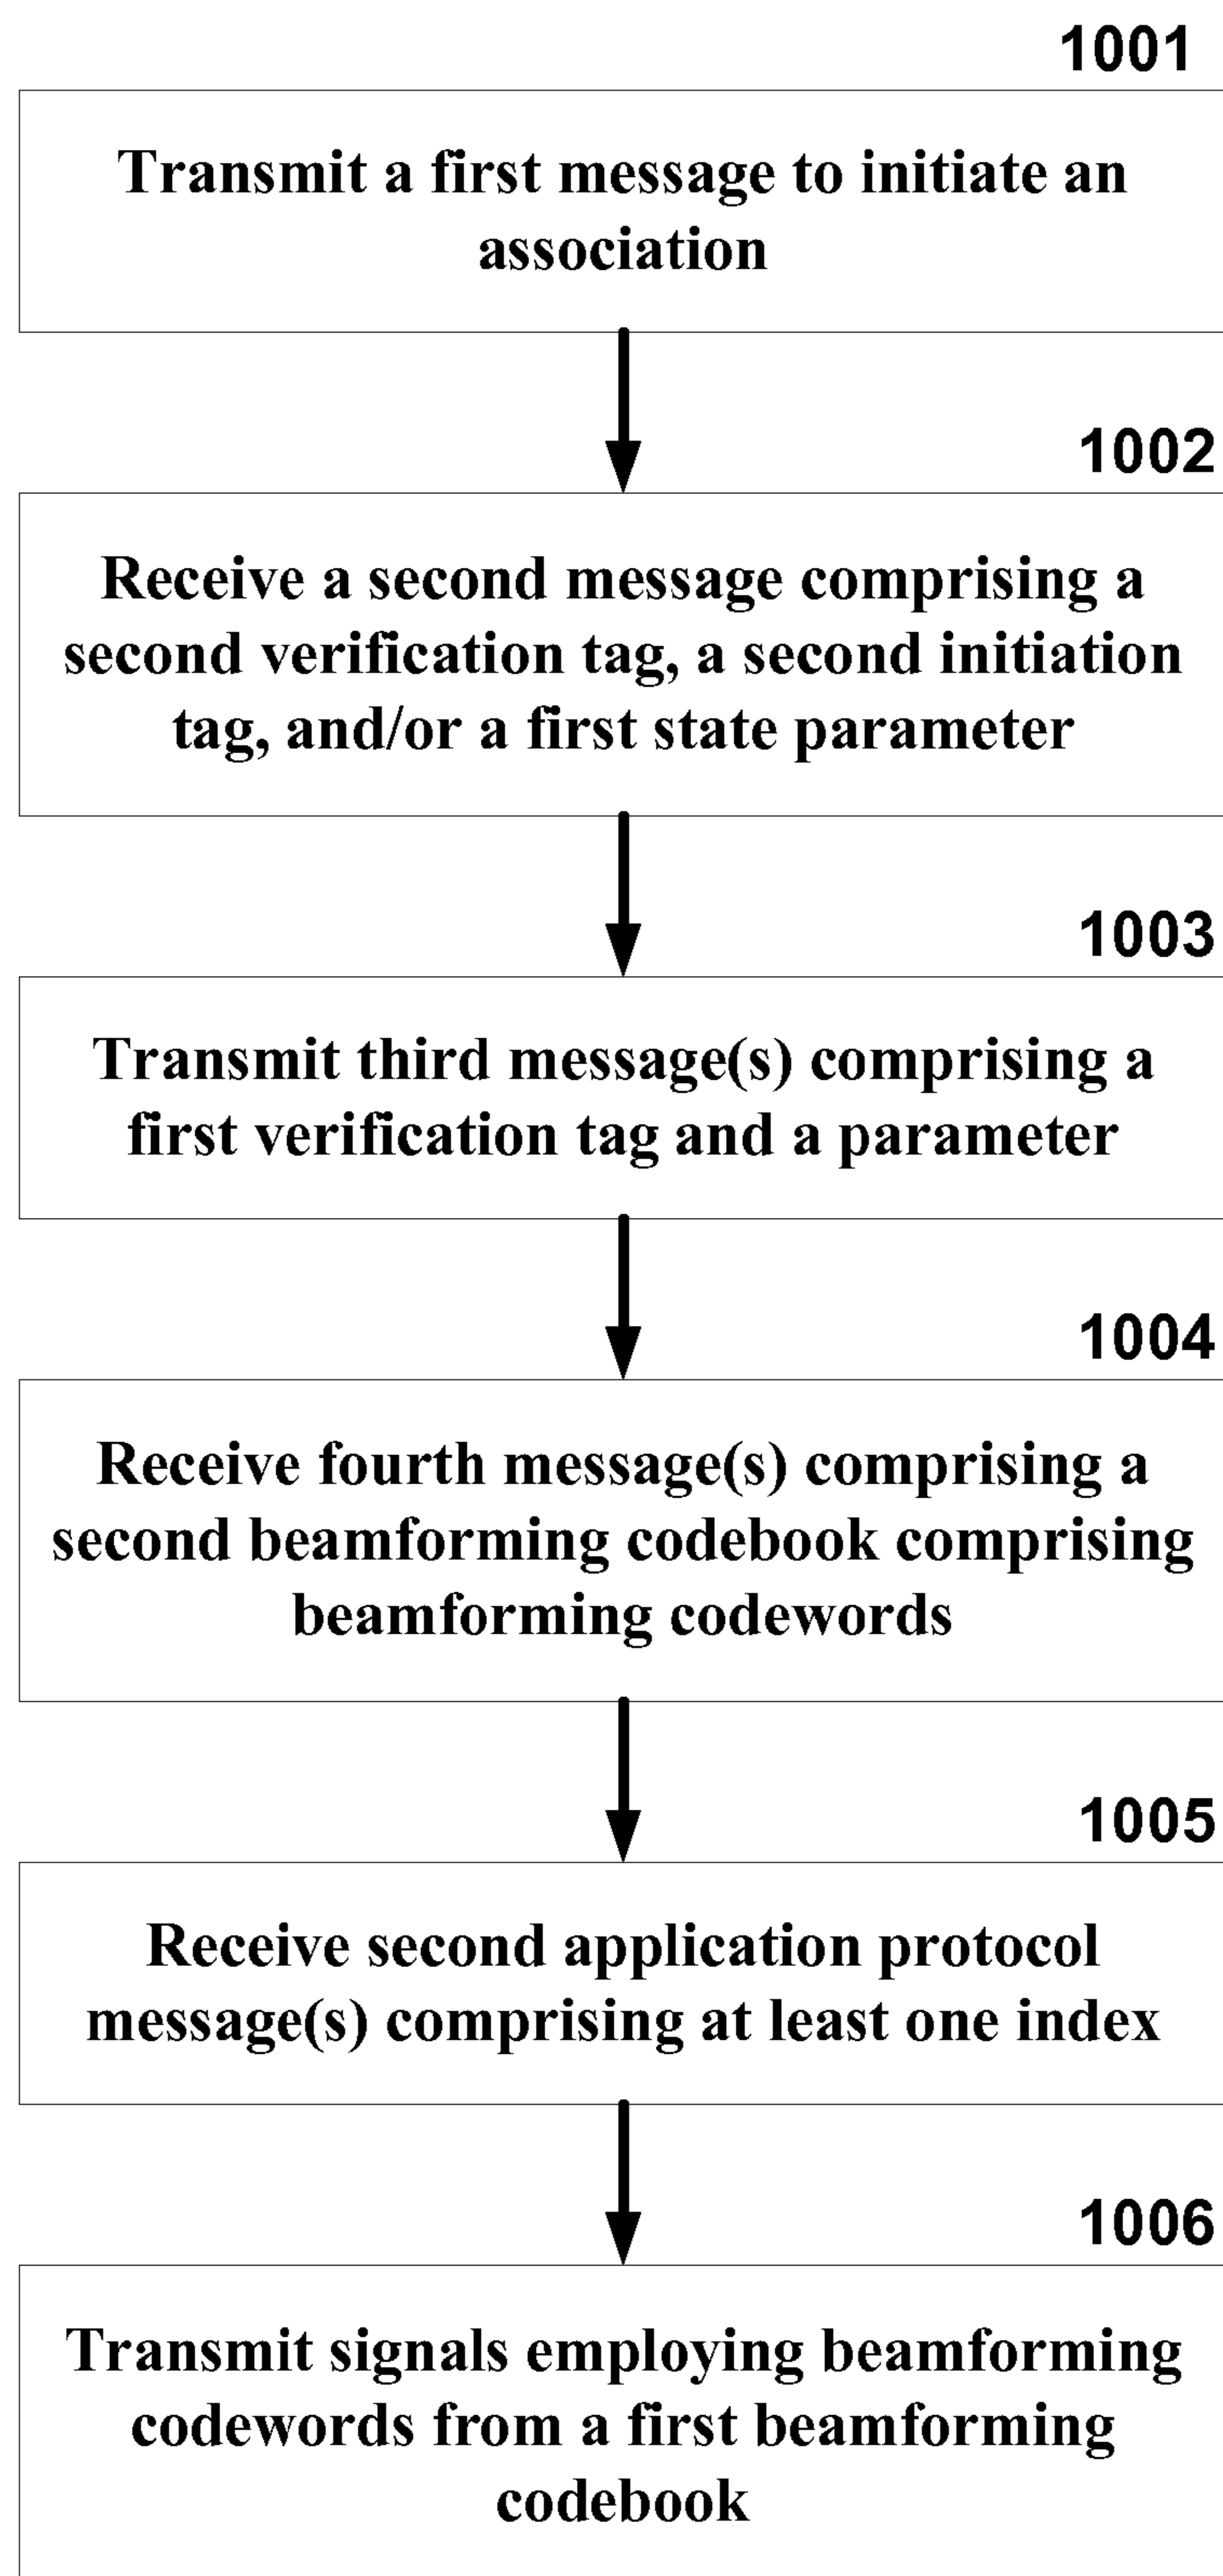 1001
Transmit a first message to initiate an
association
1002
Receive a second message comprising a
second verification tag, a second initiation
tag, and/or a first state parameter
1003
Transmit third message(s) comprising a
first verification tag and a parameter
1004
Receive fourth message(s) comprising a
second beamforming codebook comprising
beamforming codewords
1005
Receive second application protocol
message(s) comprising at least one index
1006
Transmit signals employing beamforming
codewords from a first beamforming
codebook